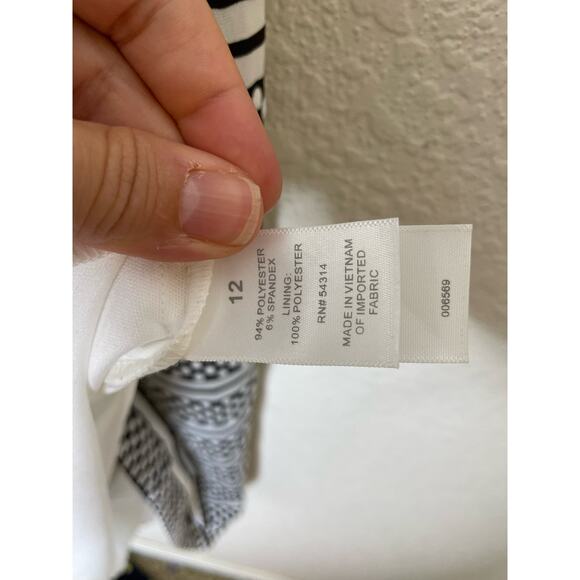 12
94% POLYESTER
6% SPANDEX
LINING:
100% POLYESTER
RN# 54314
MADE IN VIETNAM
OF IMPORTED
FABRIC
006569